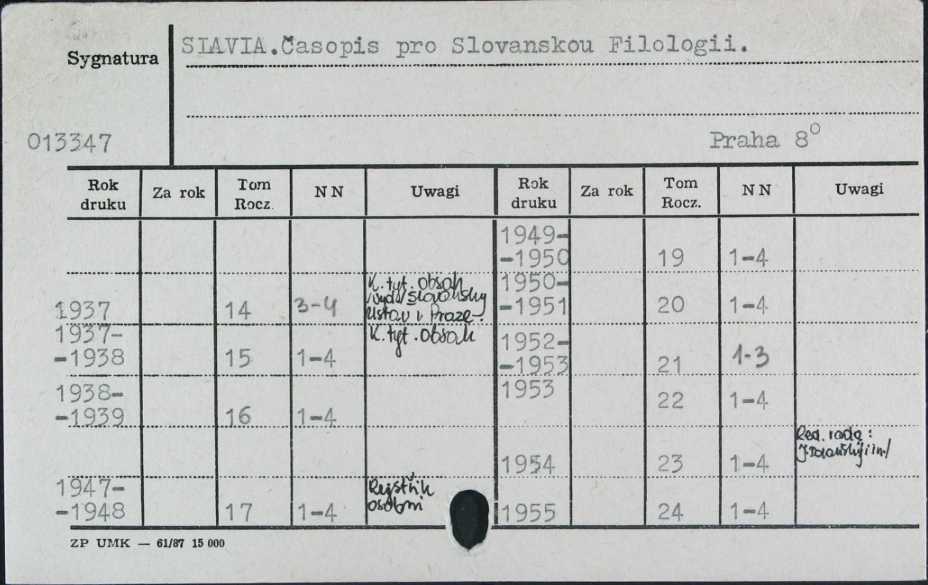 Sygnatura
SLAVIA.Časopis pro Slovanskou Filologii.
013347
Praha 8°
Rok druku Za rok Tom Rocz. N N Uwagi Rok druku Za rok Tom Rocz. N N Uwagi
1949-
-1950 19 1-4
1937 14 3-4 K. tyt. obsah
/vyd. Slovanský
Ústav v Praze.
1950-
-1951 20 1-4
1937-
-1938 15 1-4 K. tyt. obsah
1952-
-1953 21 1-3
1938-
-1939 16 1-4
1953 22 1-4
1954 23 1-4 Red. rada:
1947-
-1948 17 1-4 Rejstřík
osobní
1955 24 1-4
ZP UMK — 61/87 15 000